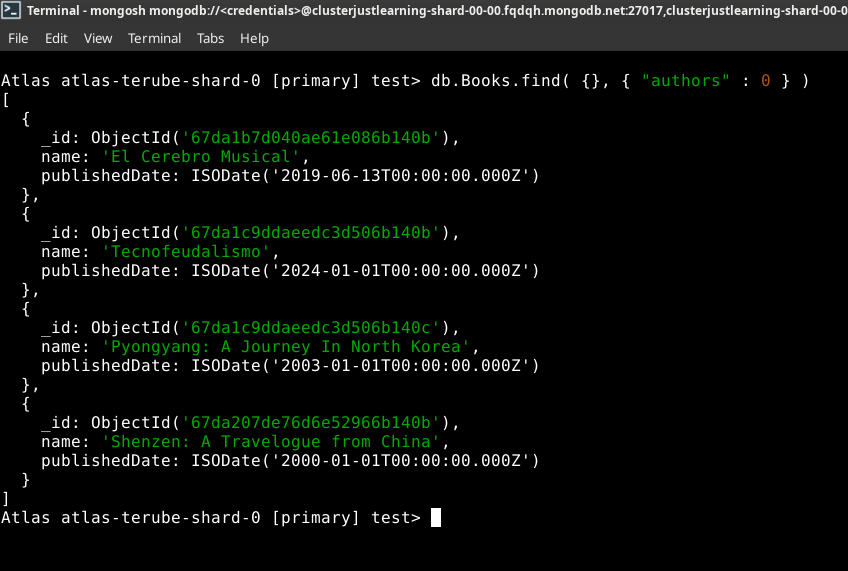 Terminal - mongosh mongodb://<credentials>@clusterjustlearning-shard-00-00.fqdqh.mongodb.net:27017,clusterjustlearning-shard-00-0
File Edit View Terminal Tabs Help
Atlas atlas-terube-shard-0 [primary] test> db.Books.find( {}, { "authors" : 0 } )
[
  {
    _id: ObjectId('67da1b7d040ae61e086b140b'),
    name: 'El Cerebro Musical',
    publishedDate: ISODate('2019-06-13T00:00:00.000Z')
  },
  {
    _id: ObjectId('67da1c9ddaeedc3d506b140b'),
    name: 'Tecnofeudalismo',
    publishedDate: ISODate('2024-01-01T00:00:00.000Z')
  },
  {
    _id: ObjectId('67da1c9ddaeedc3d506b140c'),
    name: 'Pyongyang: A Journey In North Korea',
    publishedDate: ISODate('2003-01-01T00:00:00.000Z')
  },
  {
    _id: ObjectId('67da207de76d6e52966b140b'),
    name: 'Shenzen: A Travelogue from China',
    publishedDate: ISODate('2000-01-01T00:00:00.000Z')
  }
]
Atlas atlas-terube-shard-0 [primary] test>